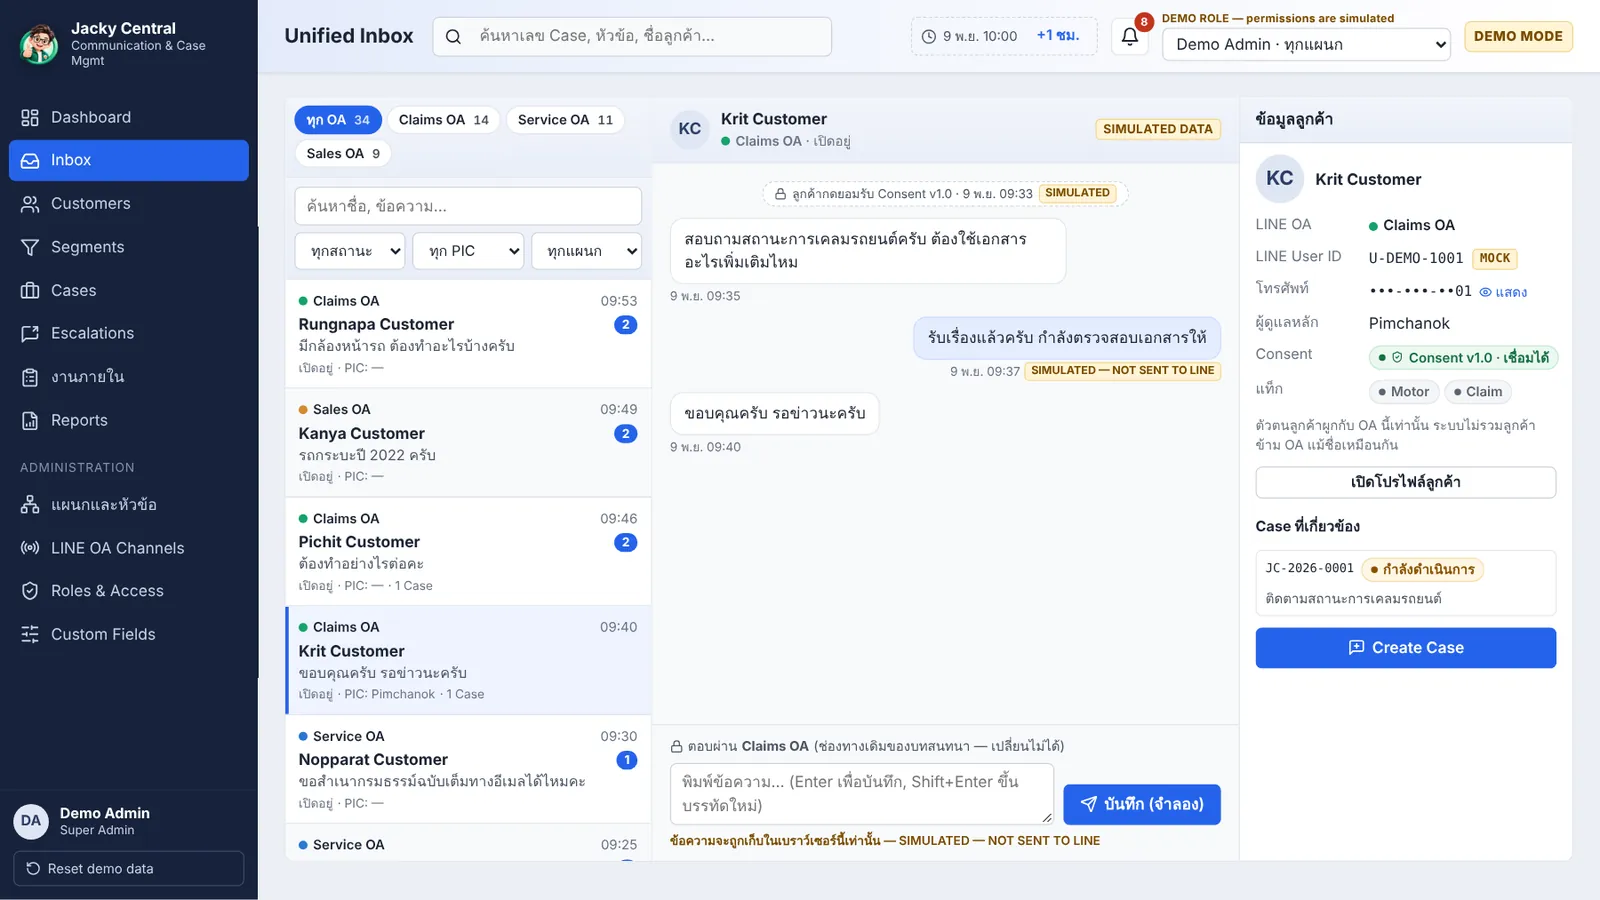 Jacky Central
Communication & Case
Mgmt
Dashboard
Inbox
Customers
Segments
Cases
Escalations
งานภายใน
Reports
ADMINISTRATION
แผนกและหัวข้อ
LINE OA Channels
Roles & Access
Custom Fields
DA
Demo Admin
Super Admin
Reset demo data
Unified Inbox
ค้นหาเลข Case, หัวข้อ, ชื่อลูกค้า...
9 พ.ย. 10:00 +1 ชม.
8
DEMO ROLE — permissions are simulated
Demo Admin · ทุกแผนก
DEMO MODE
ทุก OA 34
Claims OA 14
Service OA 11
Sales OA 9
ค้นหาชื่อ, ข้อความ...
ทุกสถานะ
ทุก PIC
ทุกแผนก
Claims OA 09:53
Rungnapa Customer 2
มีกล้องหน้ารถ ต้องทำอะไรบ้างครับ
เปิดอยู่ · PIC: —
Sales OA 09:49
Kanya Customer 2
รถกระบะปี 2022 ครับ
เปิดอยู่ · PIC: —
Claims OA 09:46
Pichit Customer 2
ต้องทำอย่างไรต่อคะ
เปิดอยู่ · PIC: — · 1 Case
Claims OA 09:40
Krit Customer
ขอบคุณครับ รอข่าวนะครับ
เปิดอยู่ · PIC: Pimchanok · 1 Case
Service OA 09:30
Nopparat Customer 1
ขอสำเนากรมธรรม์ฉบับเต็มทางอีเมลได้ไหมคะ
เปิดอยู่ · PIC: —
Service OA 09:25
KC
Krit Customer
Claims OA · เปิดอยู่
SIMULATED DATA
ลูกค้ากดยอมรับ Consent v1.0 · 9 พ.ย. 09:33 SIMULATED
สอบถามสถานะการเคลมรถยนต์ครับ ต้องใช้เอกสาร
อะไรเพิ่มเติมไหม
9 พ.ย. 09:35
รับเรื่องแล้วครับ กำลังตรวจสอบเอกสารให้
9 พ.ย. 09:37 SIMULATED — NOT SENT TO LINE
ขอบคุณครับ รอข่าวนะครับ
9 พ.ย. 09:40
ตอบผ่าน Claims OA (ช่องทางเดิมของบทสนทนา — เปลี่ยนไม่ได้)
พิมพ์ข้อความ... (Enter เพื่อบันทึก, Shift+Enter ขึ้น
บรรทัดใหม่)
บันทึก (จำลอง)
ข้อความจะถูกเก็บในเบราว์เซอร์นี้เท่านั้น — SIMULATED — NOT SENT TO LINE
ข้อมูลลูกค้า
KC
Krit Customer
LINE OA Claims OA
LINE User ID U-DEMO-1001 MOCK
โทรศัพท์ •••-•••-••01 แสดง
ผู้ดูแลหลัก Pimchanok
Consent Consent v1.0 · เชื่อมได้
แท็ก Motor Claim
ตัวตนลูกค้าผูกกับ OA นี้เท่านั้น ระบบไม่รวมลูกค้า
ข้าม OA แม้ชื่อเหมือนกัน
เปิดโปรไฟล์ลูกค้า
Case ที่เกี่ยวข้อง
JC-2026-0001 กำลังดำเนินการ
ติดตามสถานะการเคลมรถยนต์
Create Case